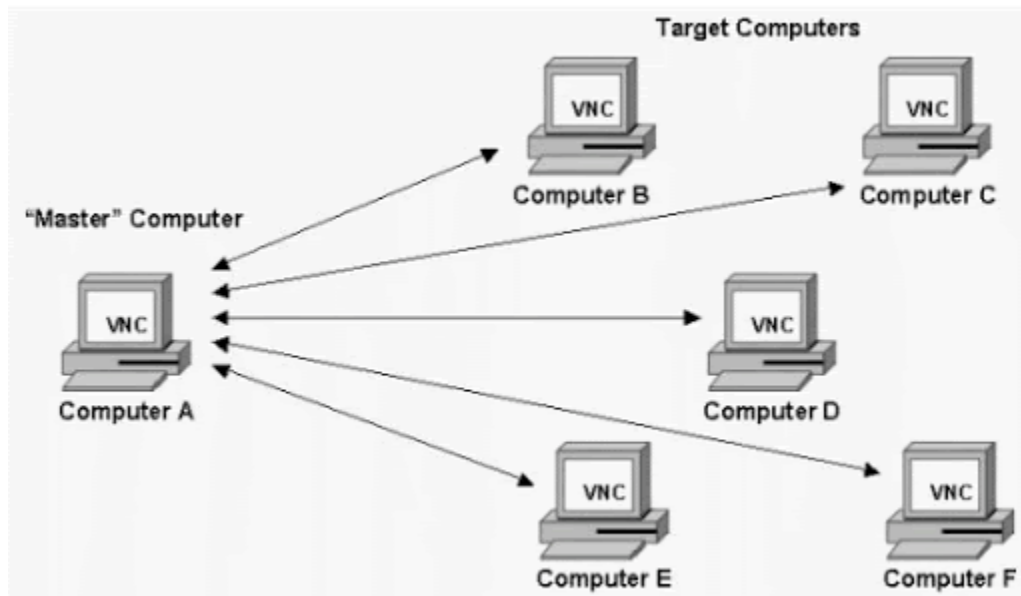 Target Computers
VNC
VNC
Computer B
Computer C
“Master” Computer
VNC
VNC
Computer A
Computer D
VNC
VNC
Computer E
Computer F